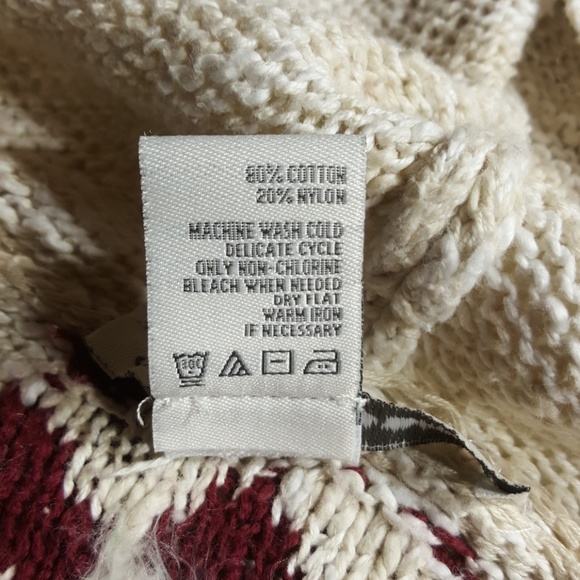 80% COTTON
20% NYLON
MACHINE WASH COLD
DELICATE CYCLE
ONLY NON-CHLORINE
BLEACH WHEN NEEDED
DRY FLAT
WARM IRON
IF NECESSARY
30C